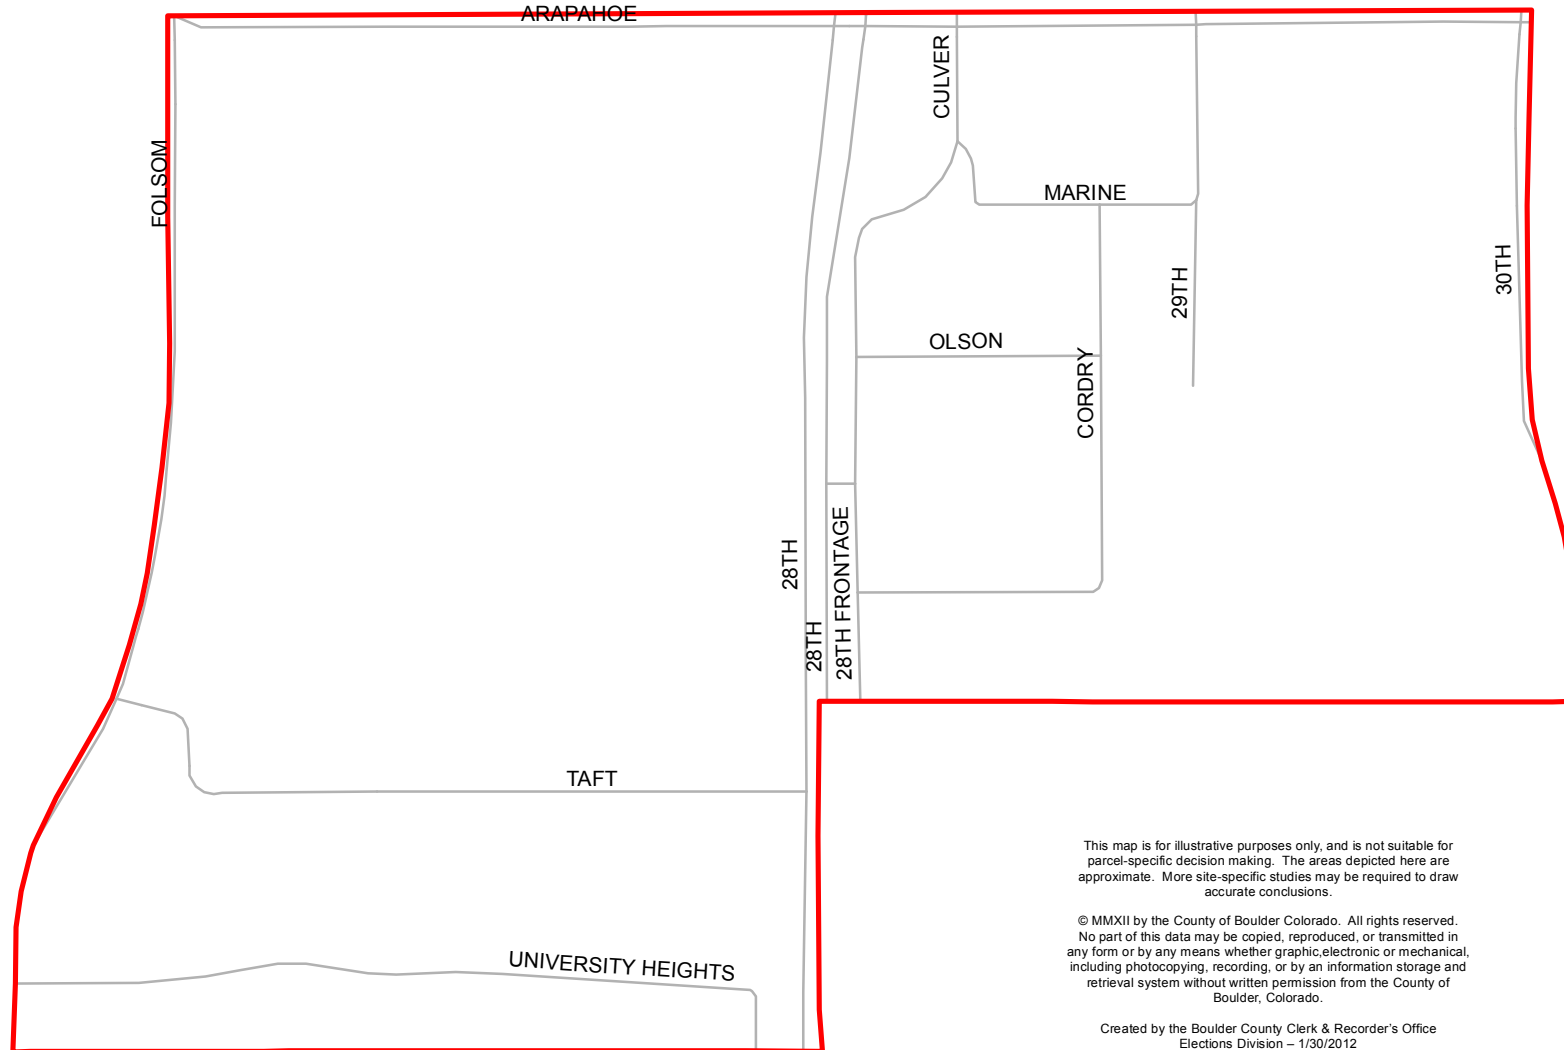 ARAPAHOE
CULVER
FOLSOM
MARINE
29TH
30TH
OLSON
CORDRY
28TH
28TH FRONTAGE
28TH
TAFT
UNIVERSITY HEIGHTS
This map is for illustrative purposes only, and is not suitable for
parcel-specific decision making.  The areas depicted here are
approximate.  More site-specific studies may be required to draw
accurate conclusions.
© MMXII by the County of Boulder Colorado.  All rights reserved.
No part of this data may be copied, reproduced, or transmitted in
any form or by any means whether graphic,electronic or mechanical,
including photocopying, recording, or by an information storage and
retrieval system without written permission from the County of
Boulder, Colorado.
Created by the Boulder County Clerk & Recorder's Office
Elections Division – 1/30/2012